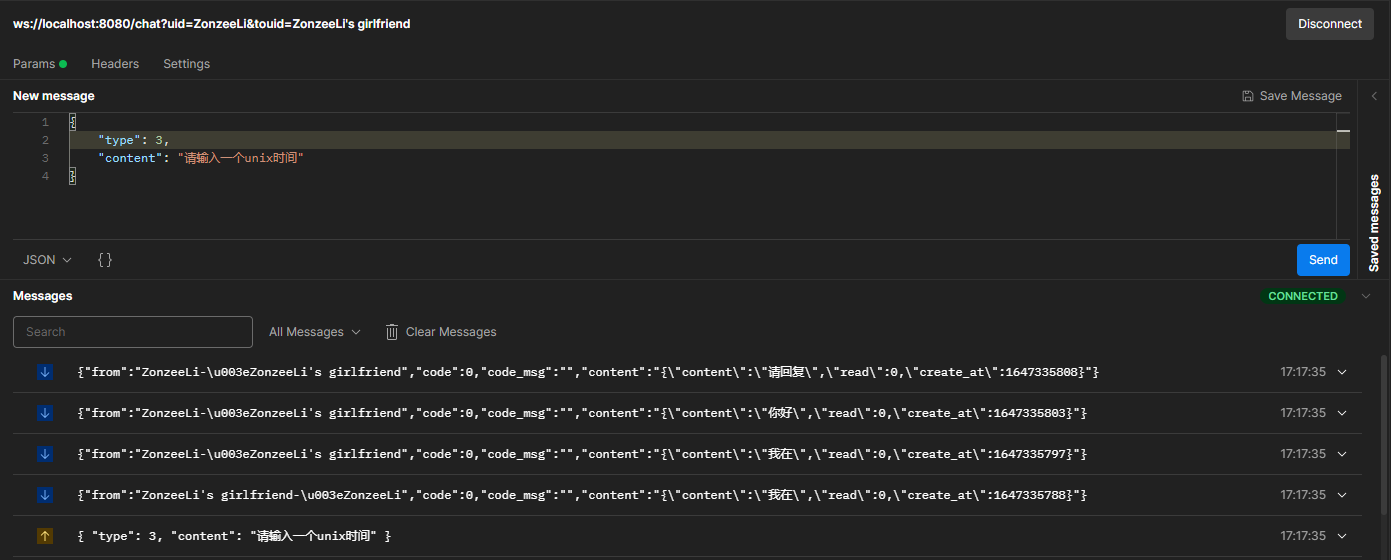 ws://localhost:8080/chat?uid=ZonzeeLi&touid=ZonzeeLi's girlfriend
Disconnect
Params
Headers
Settings
New message
Save Message
1 {
2 "type": 3,
3 "content": "请输入一个unix时间"
4 }
Saved messages
JSON
{}
Send
Messages
CONNECTED
Search
All Messages
Clear Messages
{"from":"ZonzeeLi-\u003eZonzeeLi's girlfriend","code":0,"code_msg":"","content":"{\"content\":\"请回复\",\"read\":0,\"create_at\":1647335808}"} 17:17:35
{"from":"ZonzeeLi-\u003eZonzeeLi's girlfriend","code":0,"code_msg":"","content":"{\"content\":\"你好\",\"read\":0,\"create_at\":1647335803}"} 17:17:35
{"from":"ZonzeeLi-\u003eZonzeeLi's girlfriend","code":0,"code_msg":"","content":"{\"content\":\"我在\",\"read\":0,\"create_at\":1647335797}"} 17:17:35
{"from":"ZonzeeLi's girlfriend-\u003eZonzeeLi","code":0,"code_msg":"","content":"{\"content\":\"我在\",\"read\":0,\"create_at\":1647335788}"} 17:17:35
{ "type": 3, "content": "请输入一个unix时间" } 17:17:35